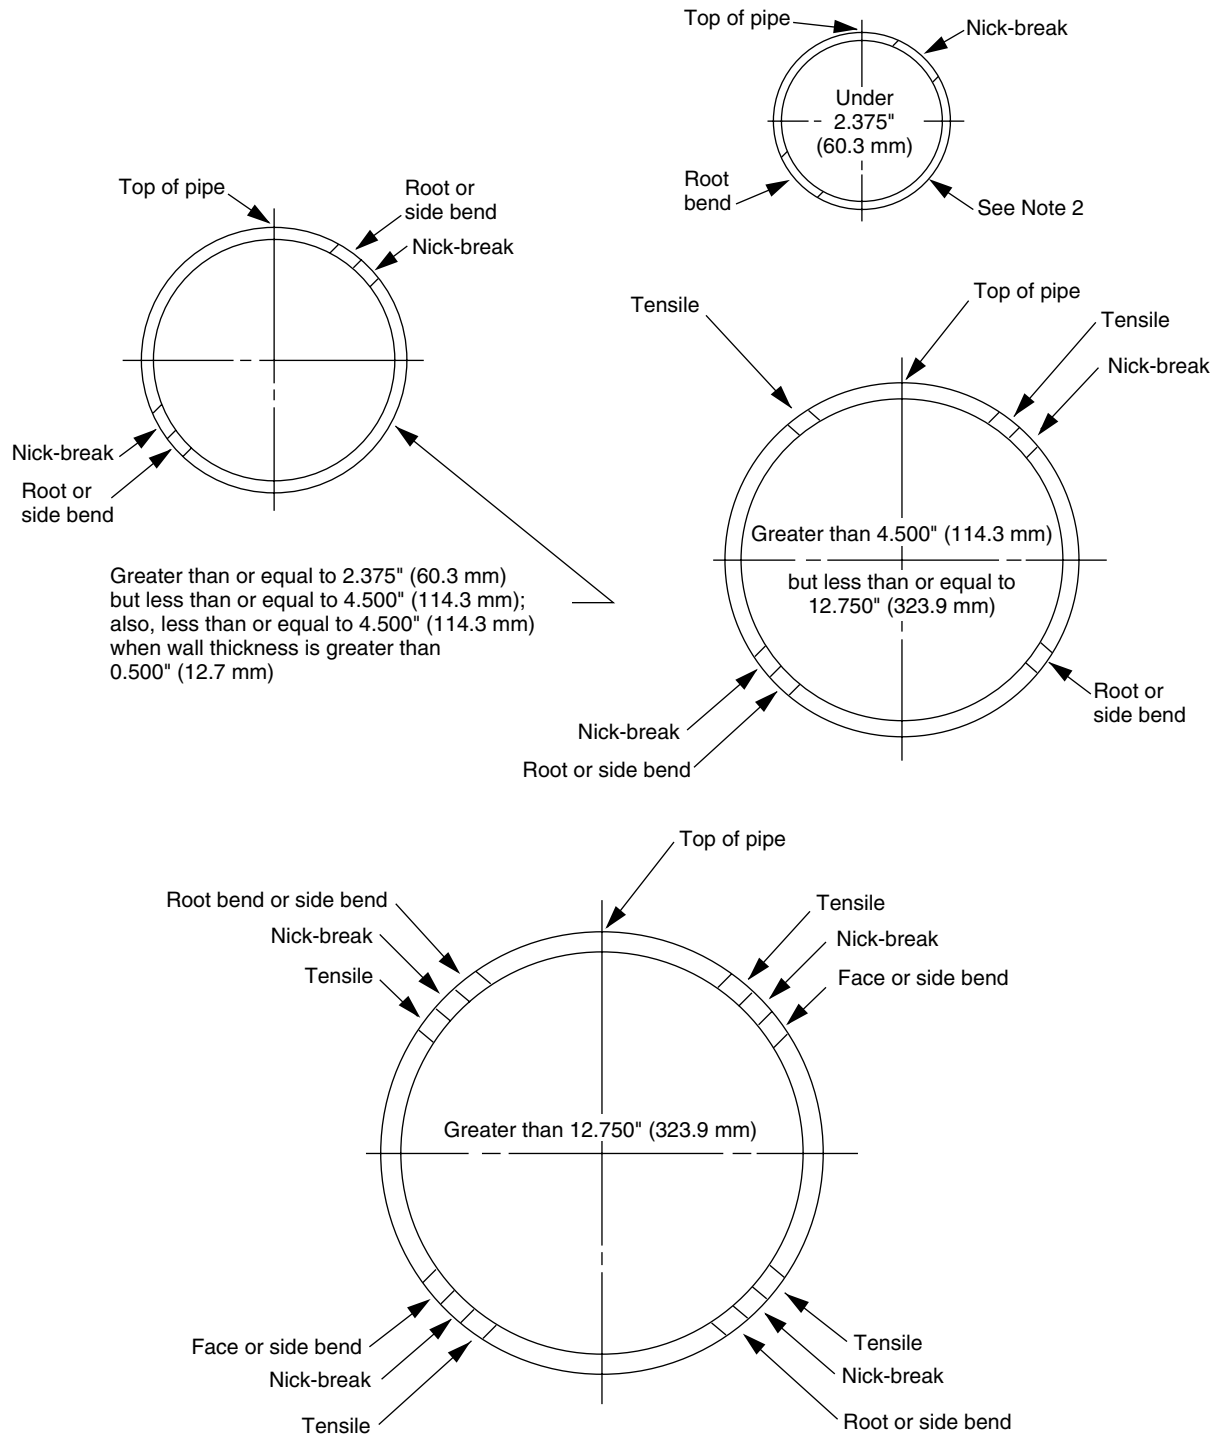 Top of pipe
Nick-break
Under
2.375"
(60.3 mm)
Root
bend
See Note 2
Top of pipe
Root or
side bend
Nick-break
Nick-break
Root or
side bend
Greater than or equal to 2.375" (60.3 mm)
but less than or equal to 4.500" (114.3 mm);
also, less than or equal to 4.500" (114.3 mm)
when wall thickness is greater than
0.500" (12.7 mm)
Tensile
Top of pipe
Tensile
Nick-break
Greater than 4.500" (114.3 mm)
but less than or equal to
12.750" (323.9 mm)
Root or
side bend
Nick-break
Root or side bend
Top of pipe
Root bend or side bend
Nick-break
Tensile
Tensile
Nick-break
Face or side bend
Greater than 12.750" (323.9 mm)
Face or side bend
Nick-break
Tensile
Tensile
Nick-break
Root or side bend